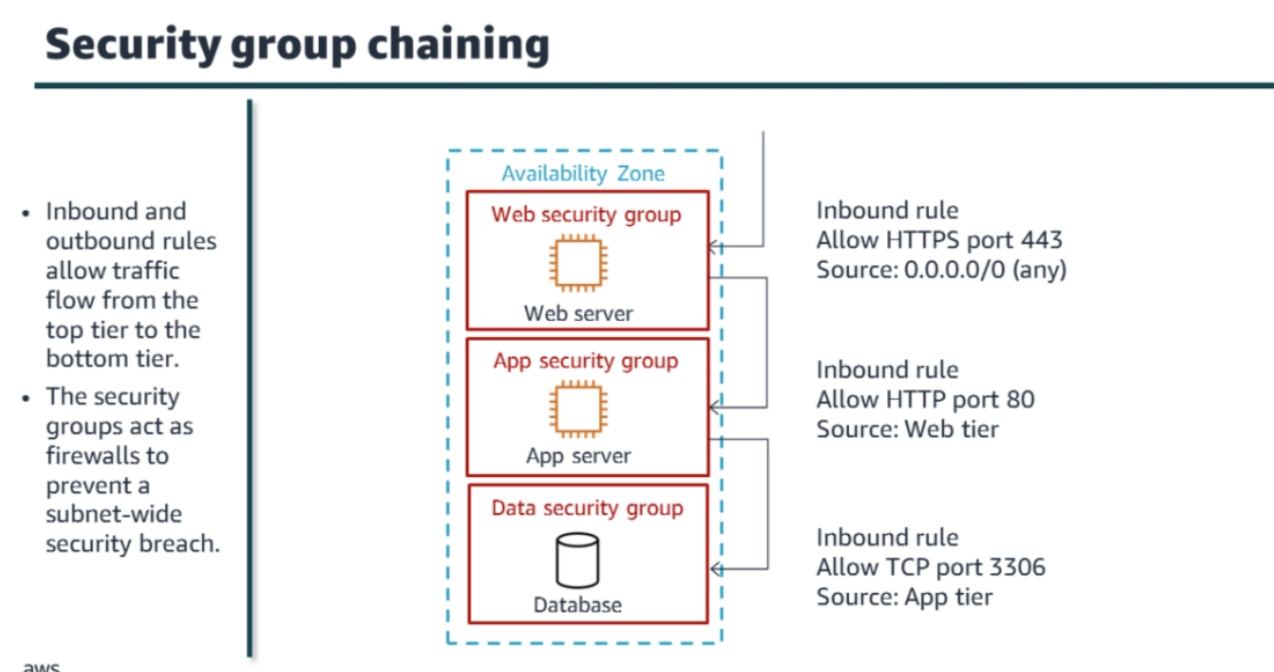 Security group chaining
• Inbound and
outbound rules
allow traffic
flow from the
top tier to the
bottom tier.
• The security
groups act as
firewalls to
prevent a
subnet-wide
security breach.
Availability Zone
Web security group
Web server
Inbound rule
Allow HTTPS port 443
Source: 0.0.0.0/0 (any)
App security group
App server
Inbound rule
Allow HTTP port 80
Source: Web tier
Data security group
Database
Inbound rule
Allow TCP port 3306
Source: App tier
aws